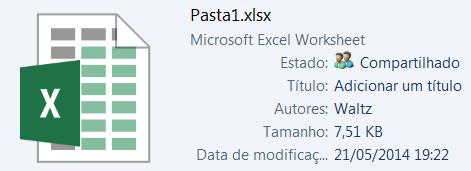 Pasta1.xlsx
Microsoft Excel Worksheet
Estado: Compartilhado
Título: Adicionar um título
Autores: Waltz
Tamanho: 7,51 KB
Data de modificaç... 21/05/2014 19:22
X